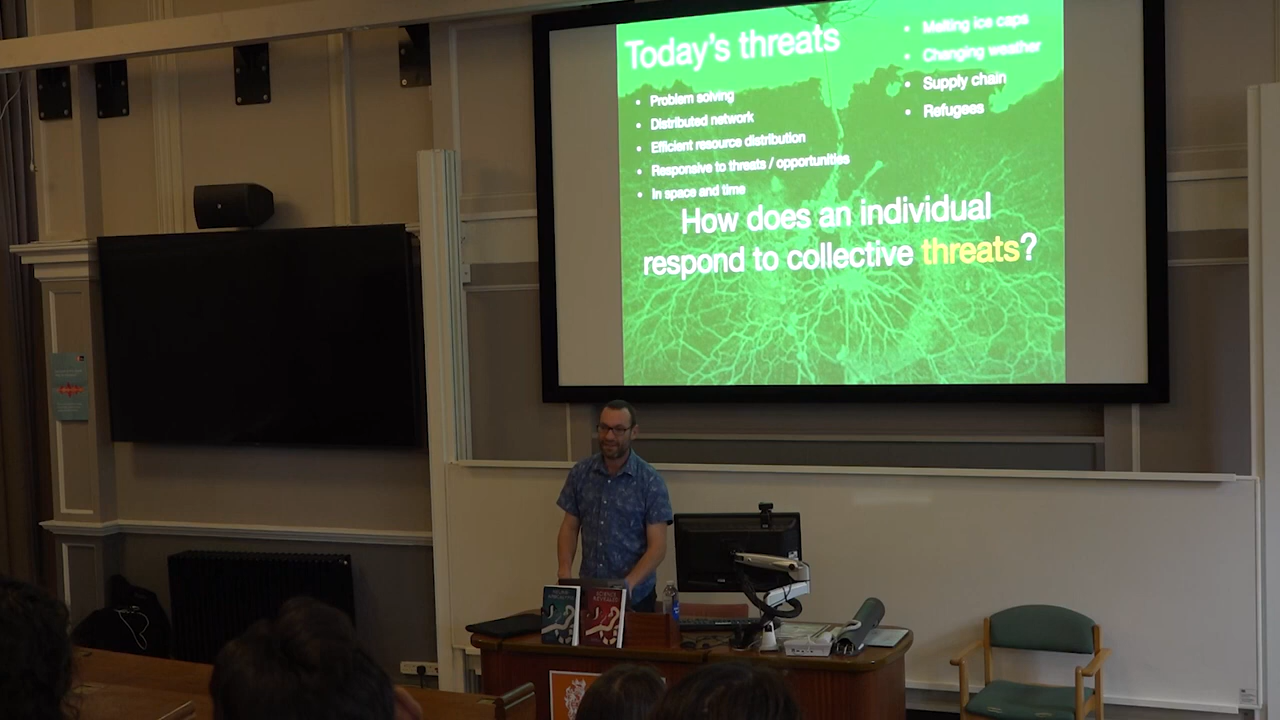 Today's threats
• Problem solving
• Distributed network
• Efficient resource distribution
• Responsive to threats / opportunities
• In space and time
• Melting ice caps
• Changing weather
• Supply chain
• Refugees
How does an individual
respond to collective threats?